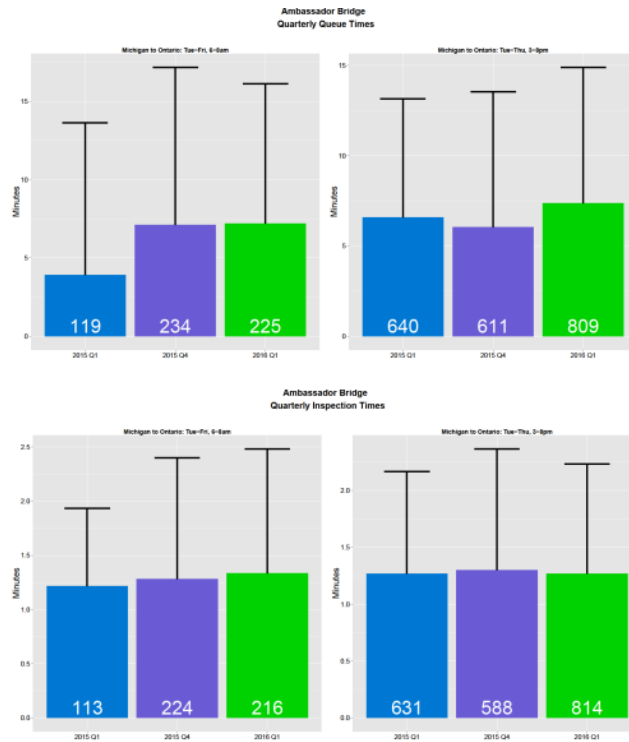 Ambassador Bridge
Quarterly Queue Times
Michigan to Ontario: Tue-Fri, 6-8am
Minutes
15
10
5
0
119
234
225
2015 Q1
2015 Q4
2016 Q1
Michigan to Ontario: Tue-Thu, 3-9pm
Minutes
15
10
5
0
640
611
809
2015 Q1
2015 Q4
2016 Q1
Ambassador Bridge
Quarterly Inspection Times
Michigan to Ontario: Tue-Fri, 6-8am
Minutes
2.5
2.0
1.5
1.0
0.5
0.0
113
224
216
2015 Q1
2015 Q4
2016 Q1
Michigan to Ontario: Tue-Thu,
Minutes
2.0
1.5
1.0
0.5
0.0
631
588
814
2015 Q1
2015 Q4
2016 Q1